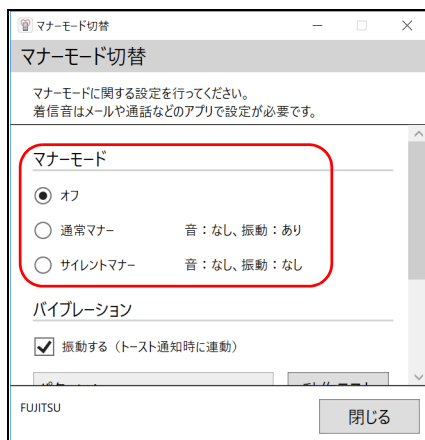 マナーモード切替
マナーモード切替
マナーモードに関する設定を行ってください。
着信音はメールや通話などのアプリで設定が必要です。
マナーモード
オフ
通常マナー 音：なし、振動：あり
サイレントマナー 音：なし、振動：なし
バイブレーション
振動する（トースト通知時に連動）
FUJITSU
閉じる